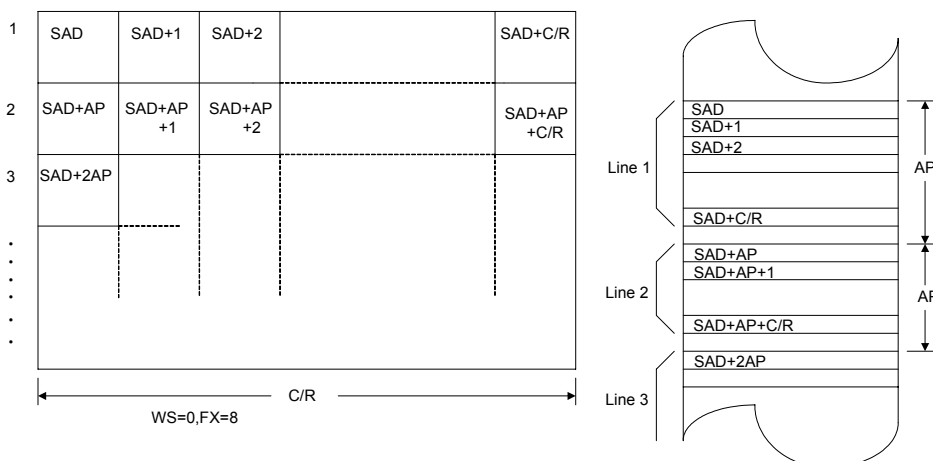 1
SAD
SAD+1
SAD+2
SAD+C/R
2
SAD+AP
SAD+AP
+1
SAD+AP
+2
SAD+AP
+C/R
3
SAD+2AP
C/R
WS=0,FX=8
Line 1
SAD
SAD+1
SAD+2
SAD+C/R
AP
Line 2
SAD+AP
SAD+AP+1
SAD+AP+C/R
AP
Line 3
SAD+2AP